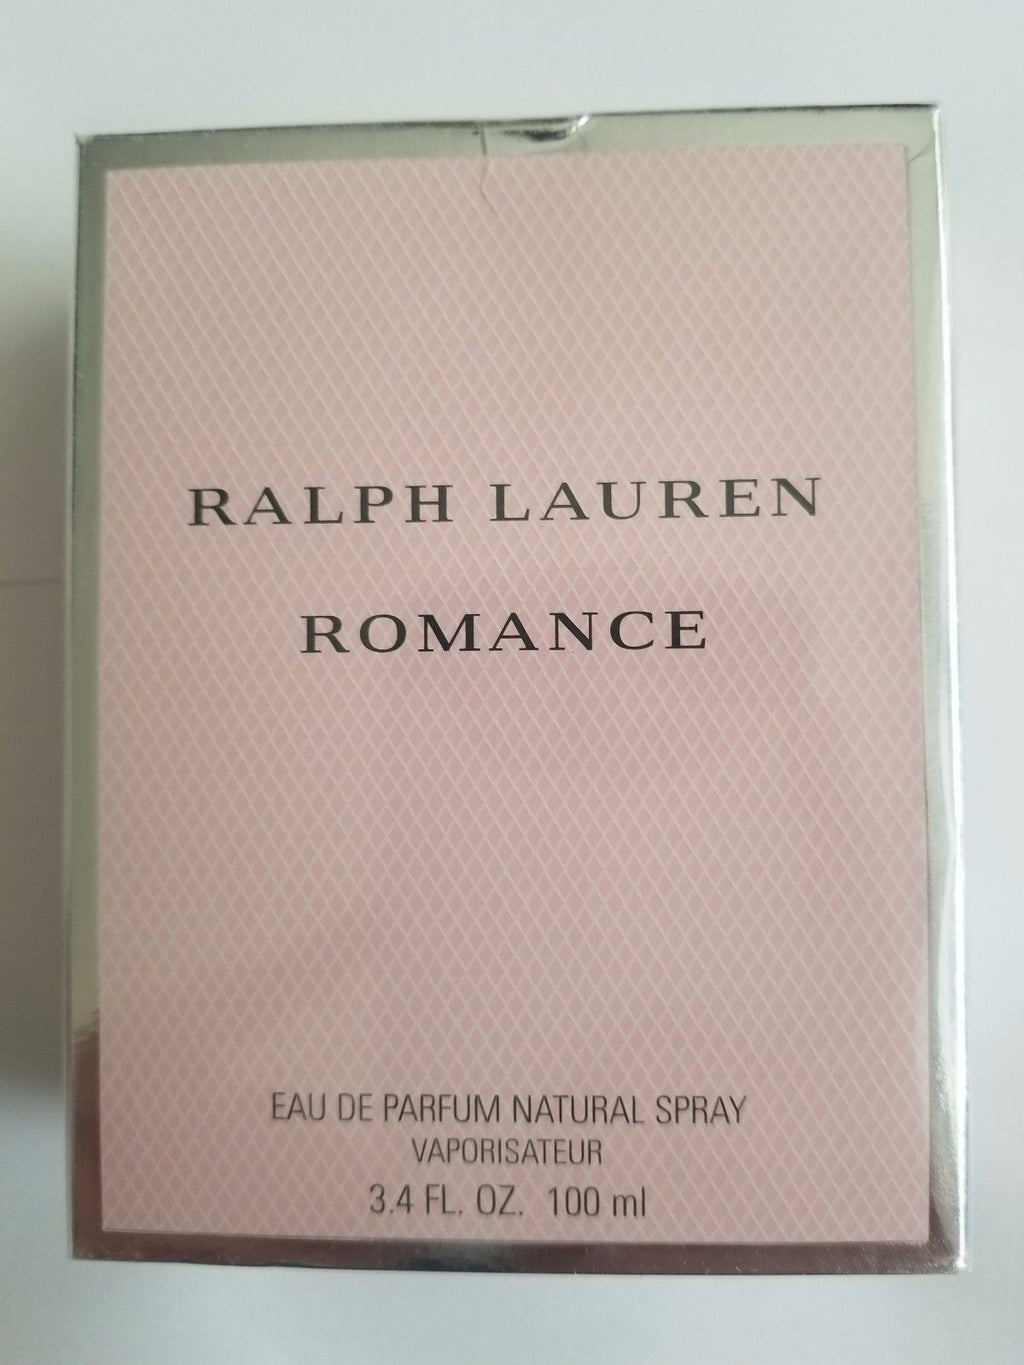 RALPH LAUREN
ROMANCE
EAU DE PARFUM NATURAL SPRAY
VAPORISATEUR
3.4 FL. OZ. 100 ml